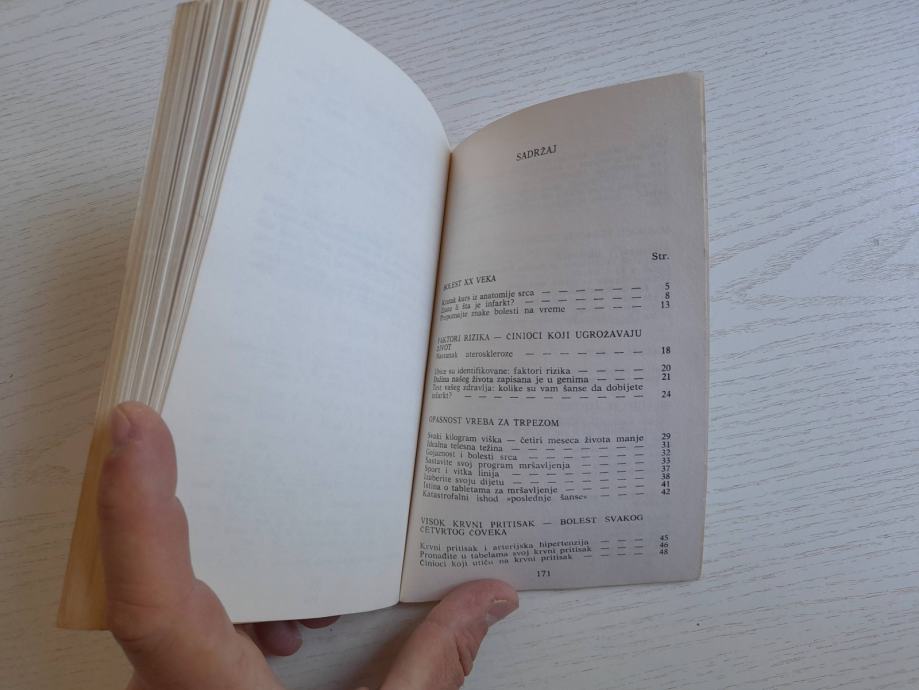 SADRŽAJ
Str.
BOLEST XX VEKA
Kratak kurs iz anatomije srca — — — — — — 5
Znate li šta je infarkt? — — — — — — — 8
Prepoznajte znake bolesti na vreme — — — — 13
FAKTORI RIZIKA — ČINIOCI KOJI UGROŽAVAJU
ŽIVOT
Nastanak ateroskleroze — — — — — — 18
Ubice su identifikovane: faktori rizika — — — — 20
Dužina našeg života zapisana je u genima — — — 21
Test vašeg zdravlja: kolike su vam šanse da dobijete
infarkt? — — — — — — — — — — 24
OPASNOST VREBA ZA TRPEZOM
Svaki kilogram viška — četiri meseca života manje 29
Idealna telesna težina — — — — — — — 31
Gojaznost i bolesti srca — — — — — — — 32
Sastavite svoj program mršavljenja — — — — 33
Sport i vitka linija — — — — — — — — 37
Izaberite svoju dijetu — — — — — — — 38
Istina o tabletama za mršavljenje — — — — — 41
Katastrofalni ishod »poslednje šanse« — — — — 42
VISOK KRVNI PRITISAK — BOLEST SVAKOG
ČETVRTOG ČOVEKA
Krvni pritisak i arterijska hipertenzija — — — — 45
Pronađite u tabelama svoj krvni pritisak — — — 46
Činioci koji utiču na krvni pritisak — — — — 48
171